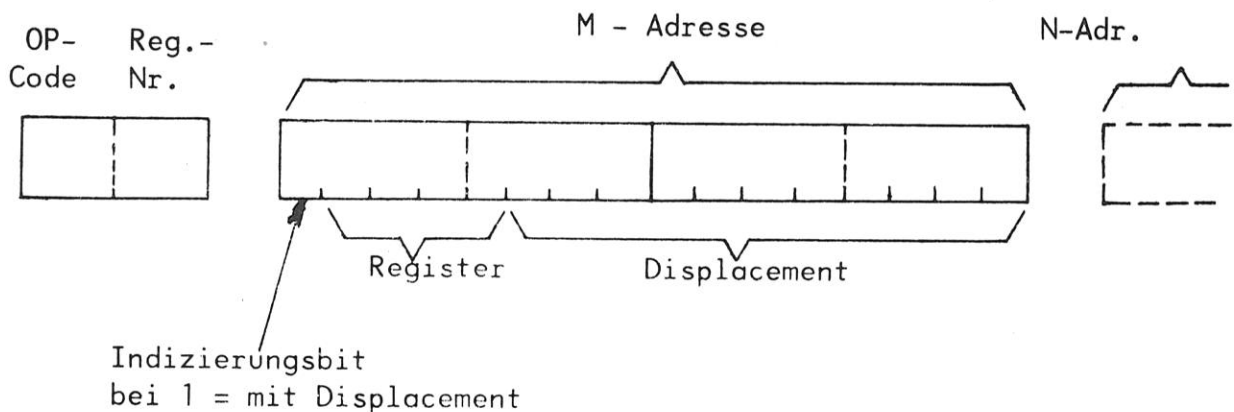 M - Adresse
N-Adr.
OP-
Code
Reg.-
Nr.
Register
Displacement
Indizierungsbit
bei 1 = mit Displacement